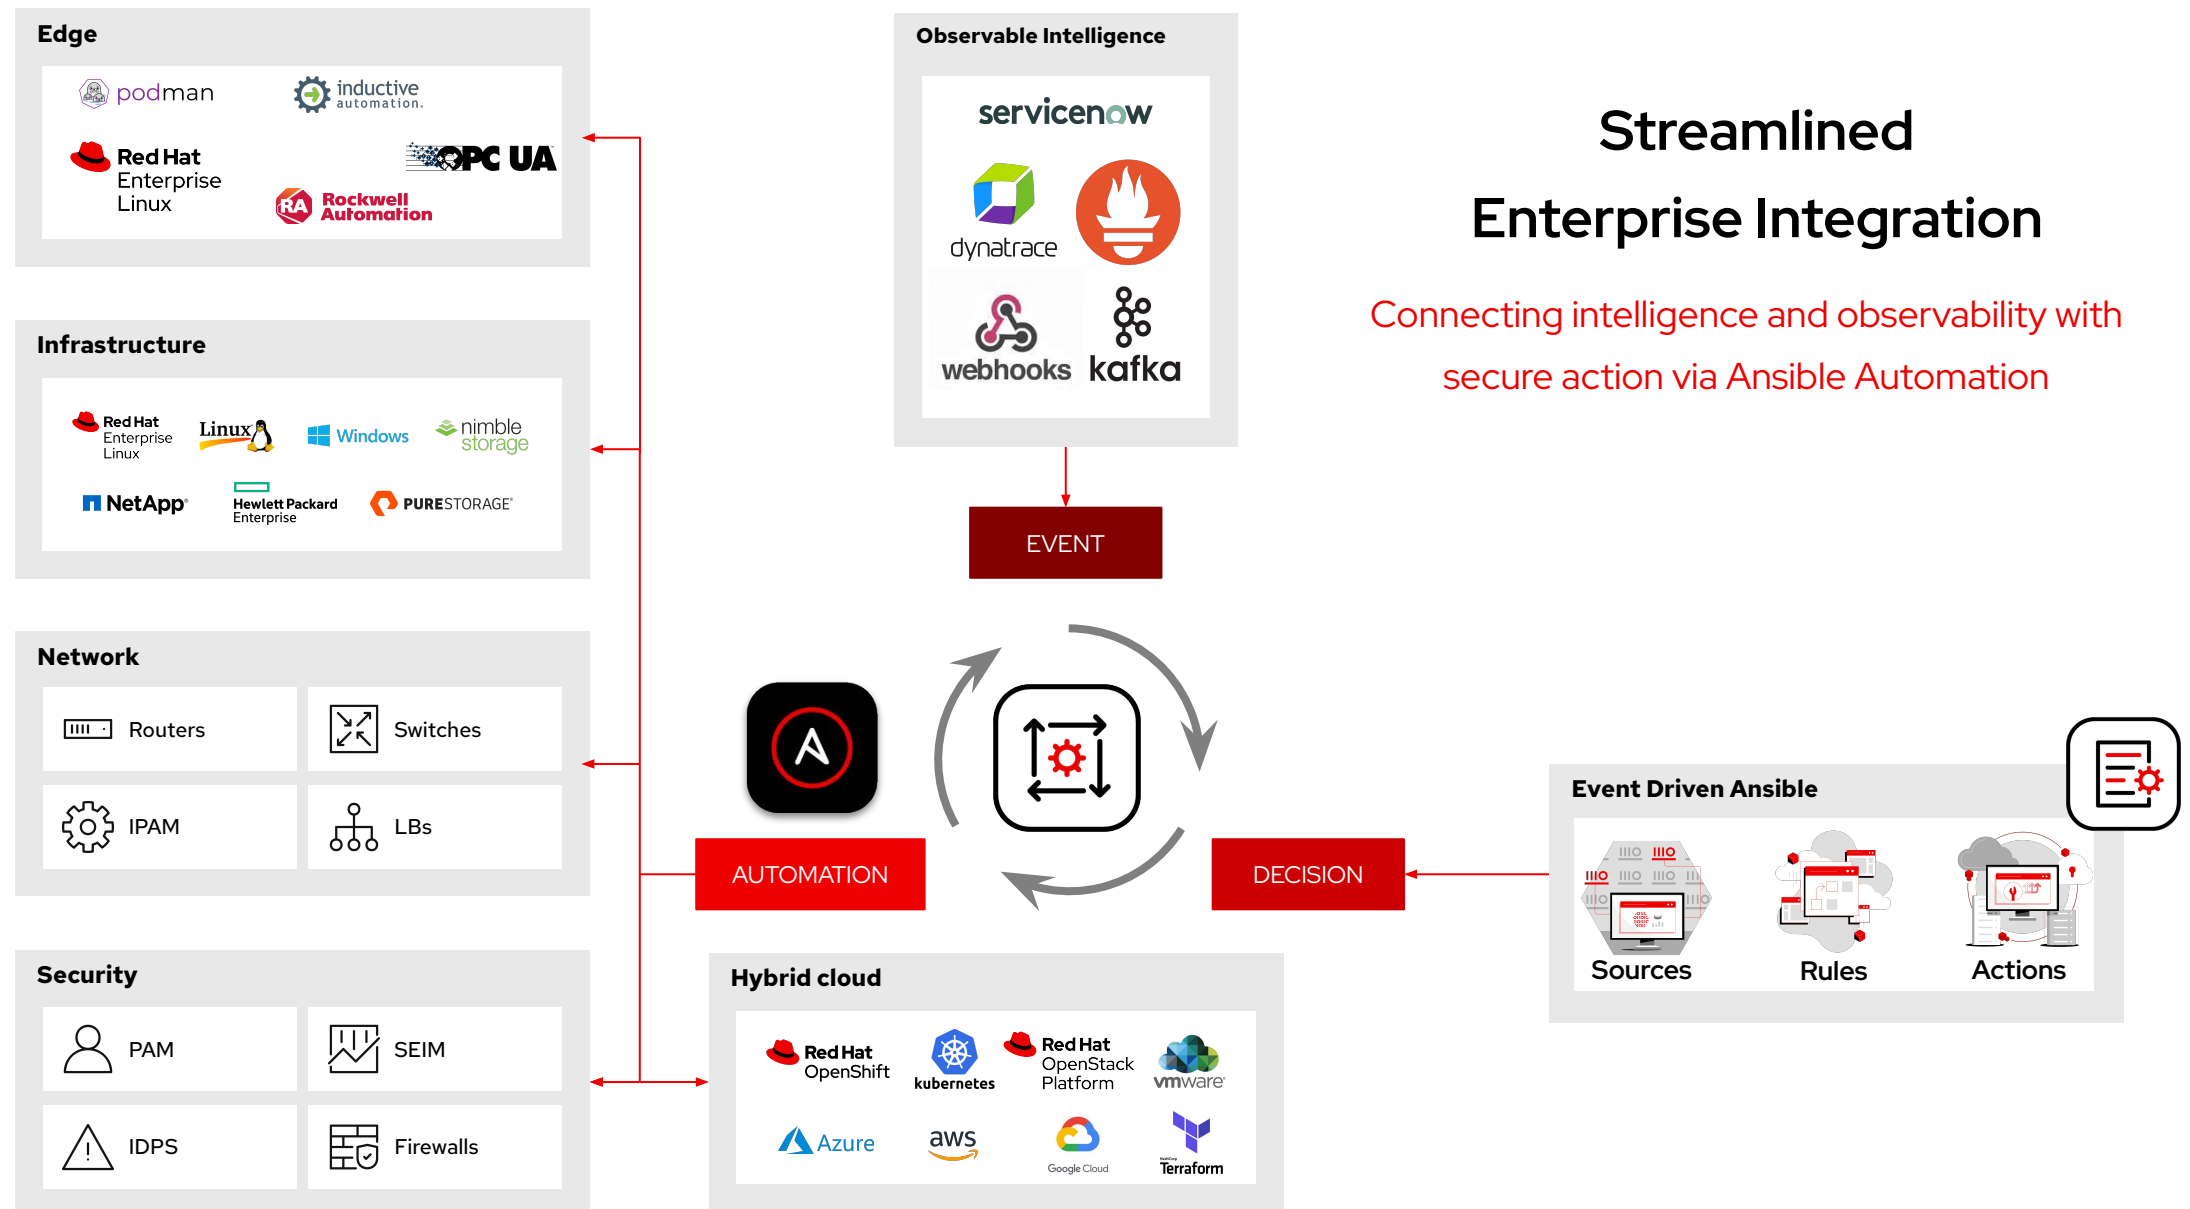 Edge
podman
inductive
automation.
Red Hat
Enterprise
Linux
OPC UA
RA
Rockwell
Automation
Infrastructure
Red Hat
Enterprise
Linux
Linux
Windows
nimble
storage
NetApp
Hewlett Packard
Enterprise
PURESTORAGE
Network
Routers
Switches
IPAM
LBs
Security
PAM
SEIM
IDPS
Firewalls
Observable Intelligence
servicenow
dynatrace
webhooks
kafka
EVENT
AUTOMATION
DECISION
Hybrid cloud
Red Hat
OpenShift
kubernetes
Red Hat
OpenStack
Platform
vmware
Azure
aws
Google Cloud
HashiCorp
Terraform
Streamlined
Enterprise Integration
Connecting intelligence and observability with
secure action via Ansible Automation
Event Driven Ansible
Sources
Rules
Actions